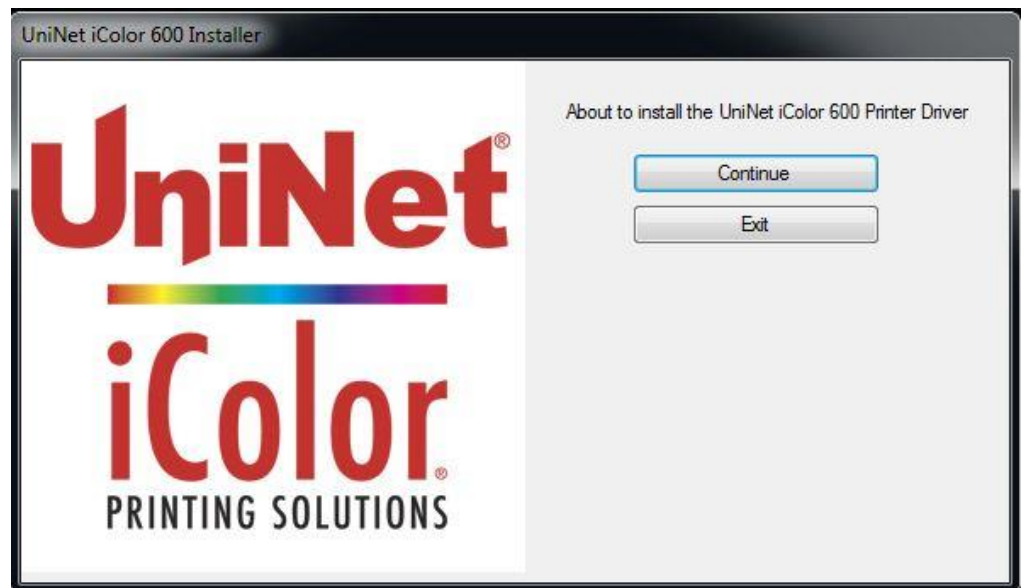 UniNet iColor 600 Installer
UniNet®
iColor®
PRINTING SOLUTIONS
About to install the UniNet iColor 600 Printer Driver
Continue
Exit